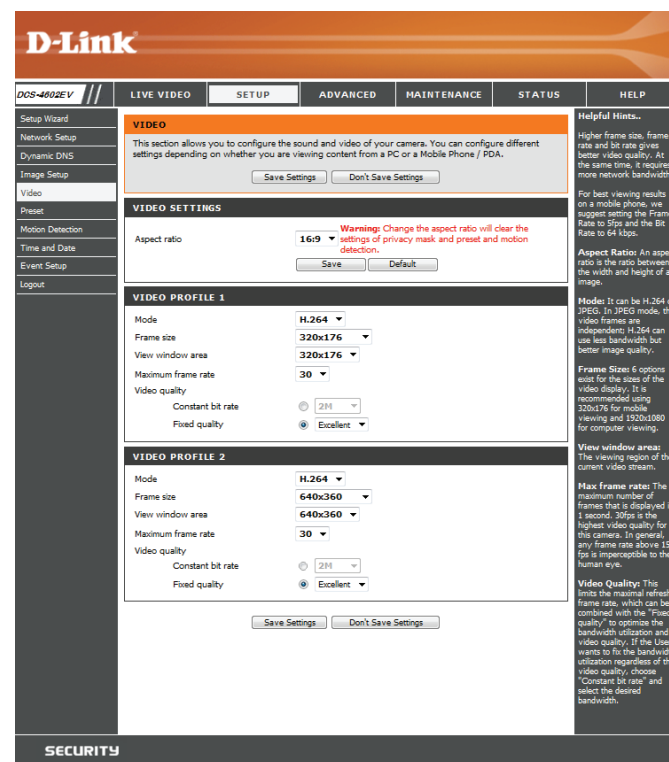 D-Link
DCS-4602EV
LIVE VIDEO
SETUP
ADVANCED
MAINTENANCE
STATUS
HELP
Setup Wizard
Network Setup
Dynamic DNS
Image Setup
Video
Preset
Motion Detection
Time and Date
Event Setup
Logout
VIDEO
This section allows you to configure the sound and video of your camera. You can configure different
settings depending on whether you are viewing content from a PC or a Mobile Phone / PDA.
Save Settings
Don't Save Settings
VIDEO SETTINGS
Aspect ratio
16:9
Warning: Change the aspect ratio will clear the
settings of privacy mask and preset and motion
detection.
Save
Default
VIDEO PROFILE 1
Mode
H.264
Frame size
320x176
View window area
320x176
Maximum frame rate
30
Video quality
Constant bit rate
2M
Fixed quality
Excellent
VIDEO PROFILE 2
Mode
H.264
Frame size
640x360
View window area
640x360
Maximum frame rate
30
Video quality
Constant bit rate
2M
Fixed quality
Excellent
Save Settings
Don't Save Settings
Helpful Hints..
Higher frame size, frame
rate and bit rate gives
better video quality. At
the same time, it requires
more network bandwidth
For best viewing results
on a mobile phone, we
suggest setting the Frame
Rate to 5fps and the Bit
Rate to 64 kbps.
Aspect Ratio: An
ratio is the ratio between
the width and height of a
image.
Mode: It can be H.264
JPEG. In JPEG mode,
video frames are
independent; H.264 can
use less bandwidth but
better image quality.
Frame Size: 6 options
exist for the sizes of the
video display. It is
recommended using
320x176 for mobile
viewing and 1920x1080
for computer viewing.
View window area:
The viewing region of the
current video stream.
Max frame rate: The
maximum number of
frames that is displayed
1 second. 30fps is the
highest video quality for
this camera. In general,
any frame rate above 15
fps is imperceptible to the
human eye.
Video Quality: This
limits the maximal refresh
frame rate, which can be
combined with the "Fixed
quality" to optimize the
bandwidth utilization and
video quality. If the User
wants to fix the
utilization regardless of the
video quality, choose
"Constant bit rate" and
select the desired
bandwidth.
SECURITY